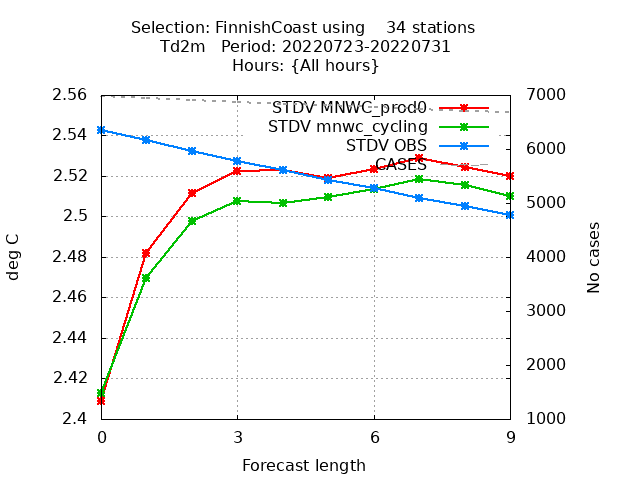 Selection: FinnishCoast using 34 stations
Td2m Period: 20220723-20220731
Hours: {All hours}
2.56
2.54
2.52
2.5
2.48
2.46
2.44
2.42
2.4
7000
6000
5000
4000
3000
2000
1000
STDV MNWC_prod0
STDV mnwc_cycling
STDV OBS
CASES
deg C
No cases
0 3 6 9
Forecast length